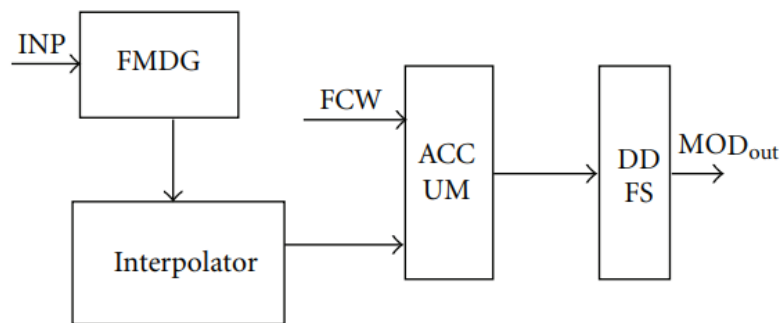 INP
FMDG
FCW
ACC
UM
DD
FS
MODout
Interpolator